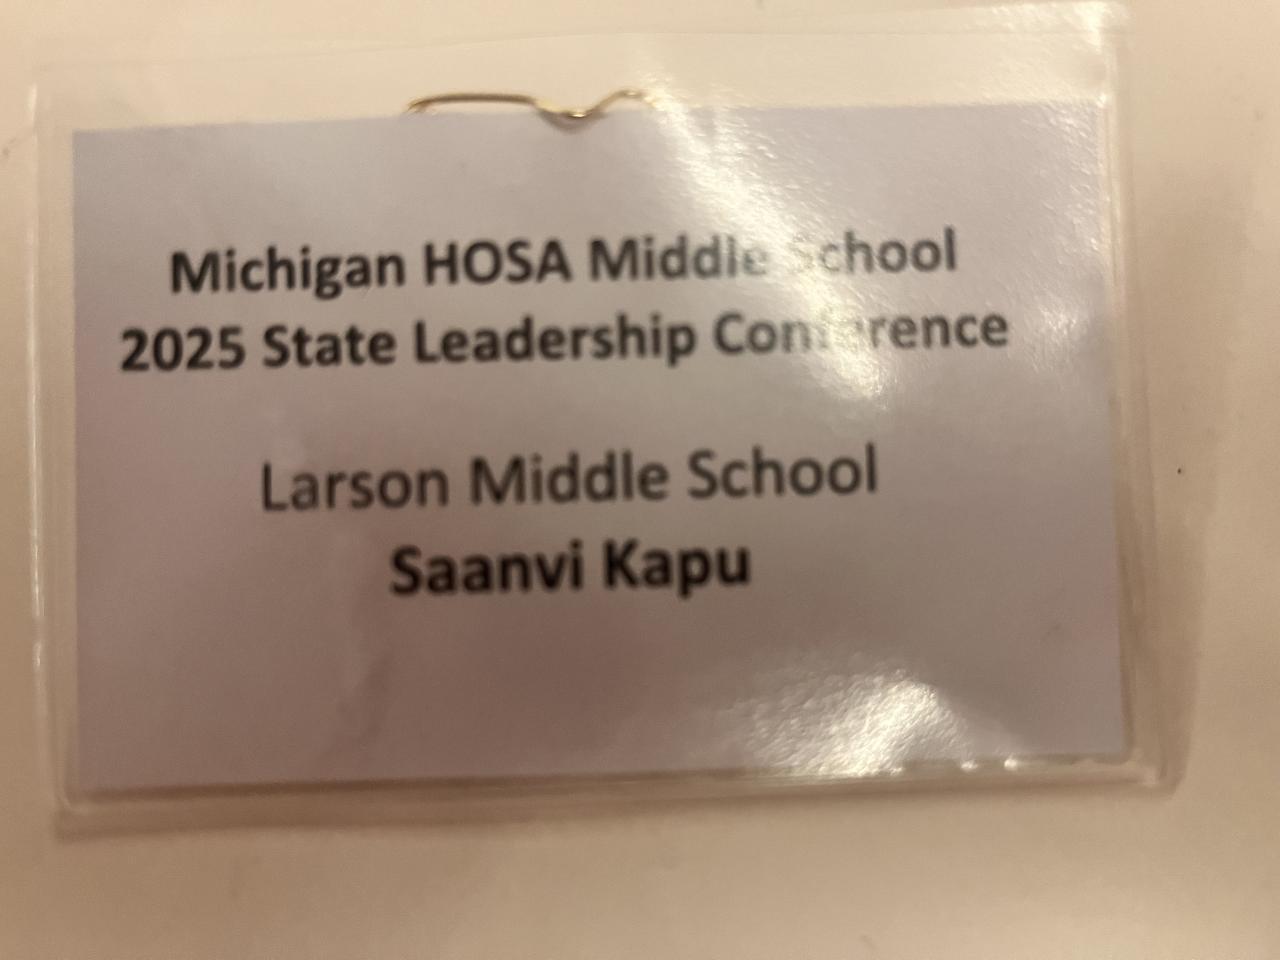 Michigan HOSA Middle School
2025 State Leadership Conference
Larson Middle School
Saanvi Kapu